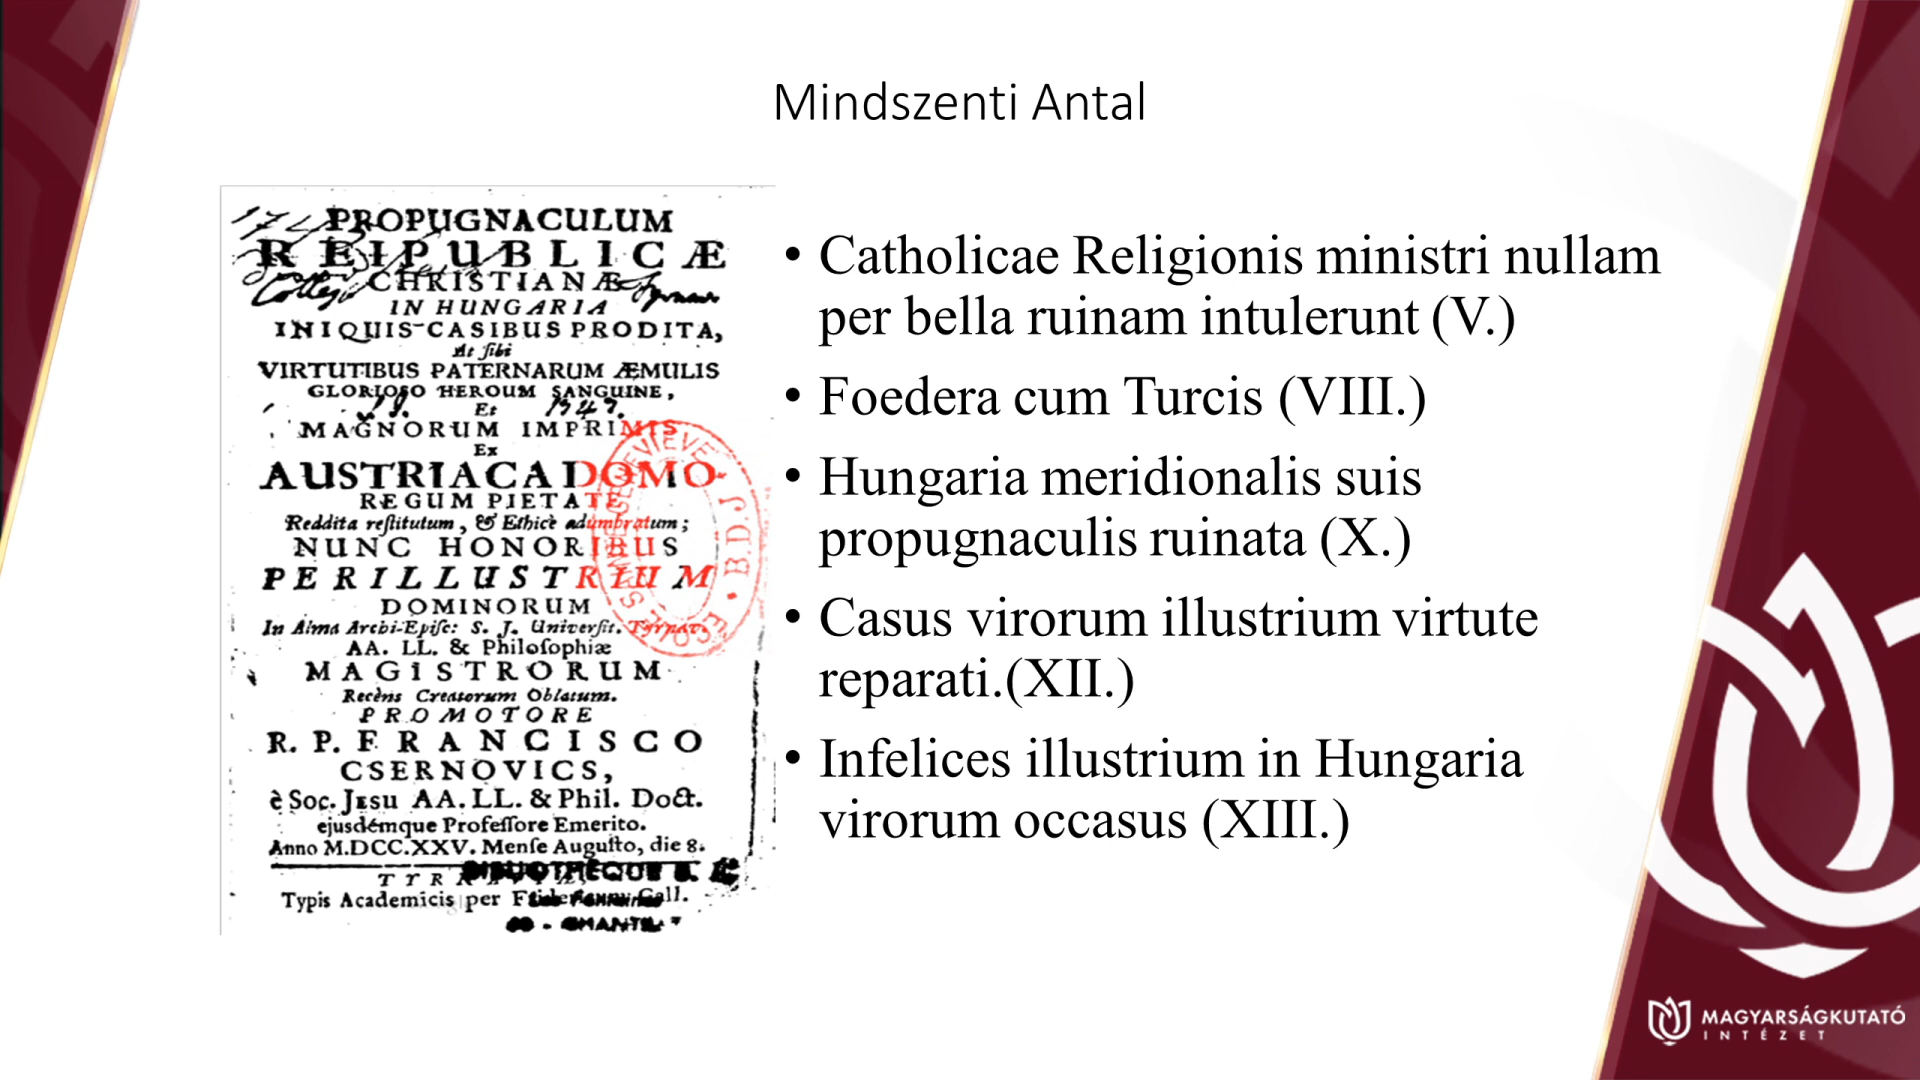 Mindszenti Antal
PROPUGNACULUM
REIPUBLICÆ
CHRISTIANÆ
IN HUNGARIA
INIQUIS CASIBUS PRODITA,
At sibi
VIRTUTIBUS PATERNARUM ÆMULIS
GLORIOSO HEROUM SANGUINE,
Et
MAGNORUM IMPRIMIS
Ex
AUSTRIACA DOMO
REGUM PIETATE
Reddita restitutum, & Ethicè adumbratum;
NUNC HONORIBUS
PERILLUSTRIUM
DOMINORUM
In Alma Archi-Episc: S. J. Universit. Tyrnav.
AA. LL. & Philosophiæ
MAGISTRORUM
Recèns Creatorum Oblatum.
PROMOTORE
R. P. FRANCISCO
CSERNOVICS,
è Soc. Jesu AA. LL. & Phil. Doct.
ejusdémque Professore Emerito.
Anno M.DCC.XXV. Mense Augusto, die 8.
BIBLIOTHEQUE S.
Typis Academicis per Gall.
• Catholicae Religionis ministri nullam
per bella ruinam intulerunt (V.)
• Foedera cum Turcis (VIII.)
• Hungaria meridionalis suis
propugnaculis ruinata (X.)
• Casus virorum illustrium virtute
reparati.(XII.)
• Infelices illustrium in Hungaria
virorum occasus (XIII.)
MAGYARSÁGKUTATÓ
INTÉZET